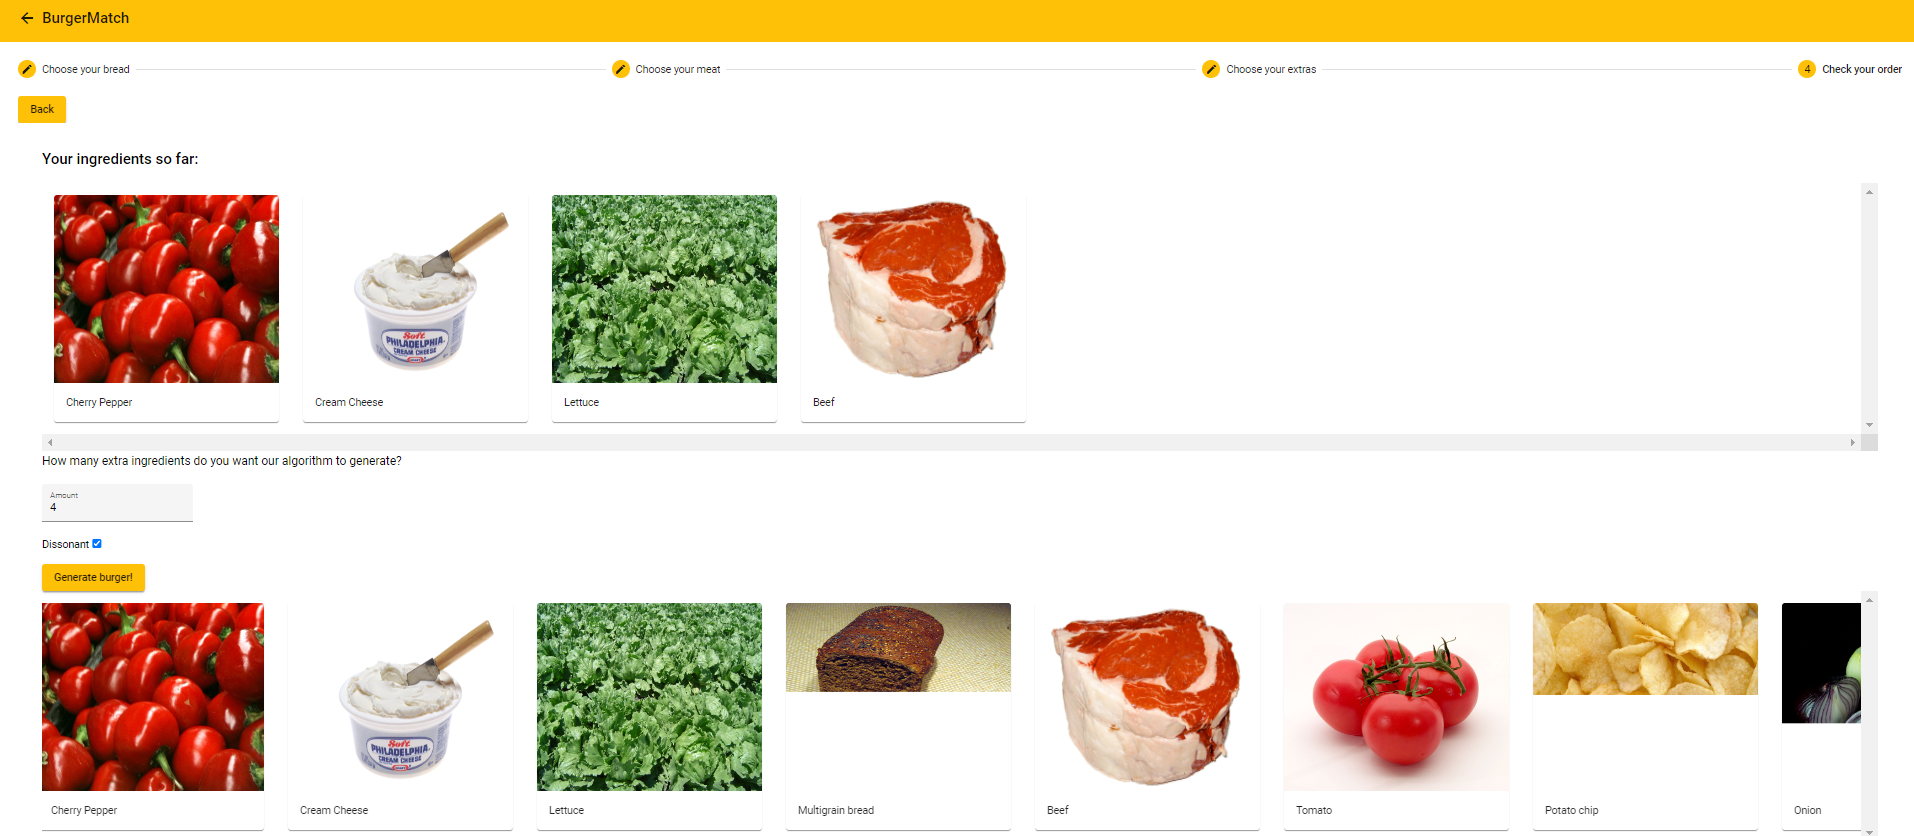 BurgerMatch
Choose your bread
Choose your meat
Choose your extras
4 Check your order
Back
Your ingredients so far:
Soft
PHILADELPHIA
CREAM CHEESE
Cherry Pepper
Cream Cheese
Lettuce
Beef
How many extra ingredients do you want our algorithm to generate?
Amount
4
Dissonant
Generate burger!
Soft
PHILADELPHIA
CREAM CHEESE
Cherry Pepper
Cream Cheese
Lettuce
Multigrain bread
Beef
Tomato
Potato chip
Onion